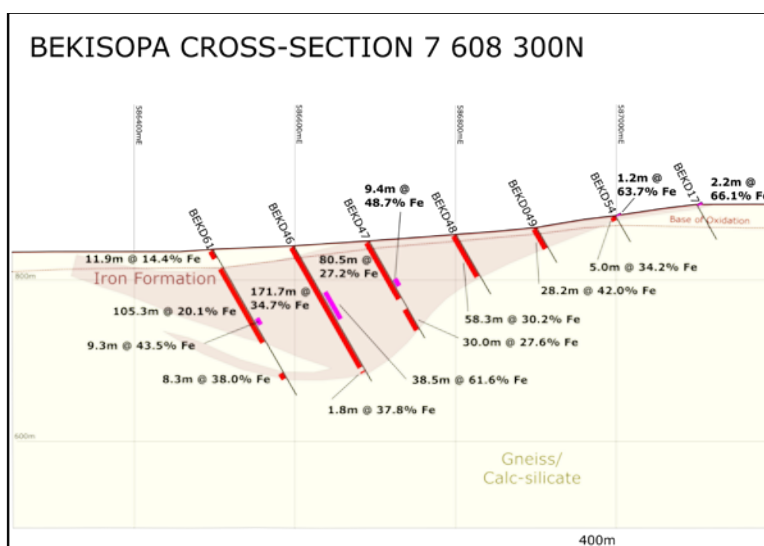 BEKISOPA CROSS-SECTION 7 608 300N
586400mE
586600mE
586800mE
587000mE
BEKD61
BEKD46
BEKD47
BEKD48
BEKD049
BEKD54
BEKD17
9.4m @
48.7% Fe
1.2m @
63.7% Fe
2.2m @
66.1% Fe
Base of Oxidation
11.9m @ 14.4% Fe
80.5m @
27.2% Fe
5.0m @ 34.2% Fe
800m
Iron Formation
171.7m @
34.7% Fe
28.2m @ 42.0% Fe
105.3m @ 20.1% Fe
58.3m @ 30.2% Fe
9.3m @ 43.5% Fe
30.0m @ 27.6% Fe
8.3m @ 38.0% Fe
38.5m @ 61.6% Fe
1.8m @ 37.8% Fe
600m
Gneiss/
Calc-silicate
400m